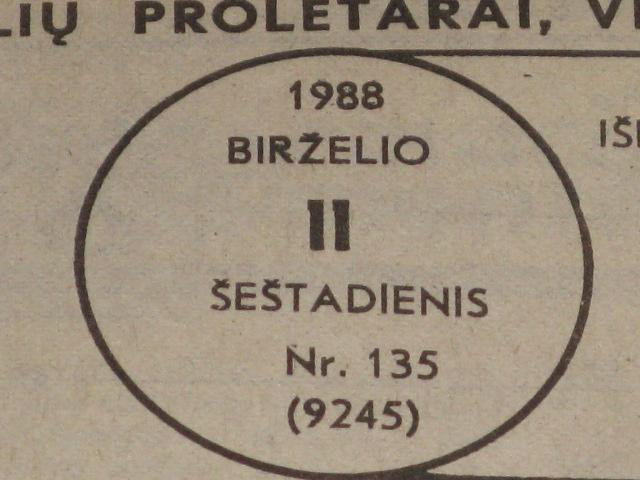 LIŲ PROLETARAI, V
1988
BIRŽELIO
11
ŠEŠTADIENIS
Nr. 135
(9245)
IŠ